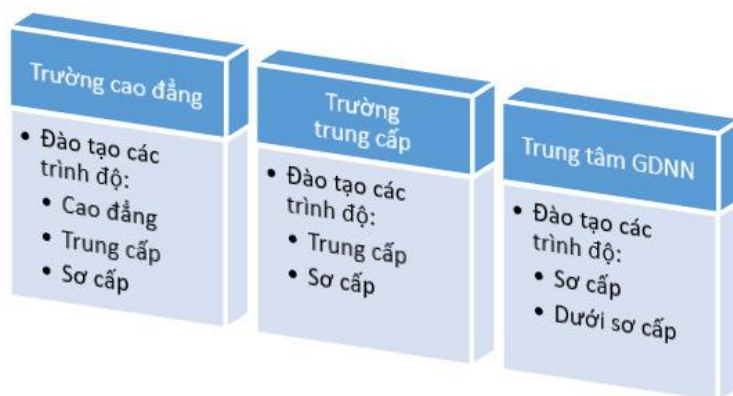 Trường cao đẳng
• Đào tạo các
trình độ:
• Cao đẳng
• Trung cấp
• Sơ cấp
Trường
trung cấp
• Đào tạo các
trình độ:
• Trung cấp
• Sơ cấp
Trung tâm GDNN
• Đào tạo các
trình độ:
• Sơ cấp
• Dưới sơ cấp